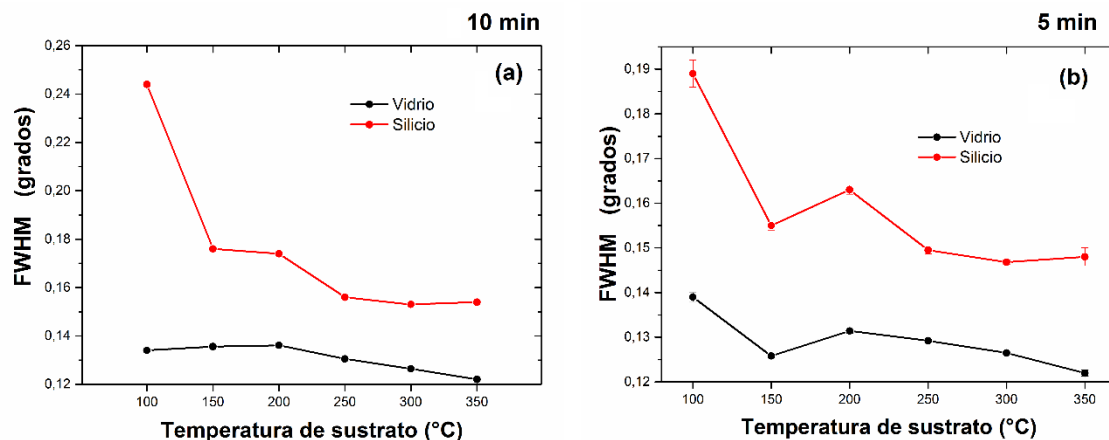 10 min
(a)
Vidrio
Silicio
FWHM (grados)
0,26
0,24
0,22
0,20
0,18
0,16
0,14
0,12
100 150 200 250 300 350
Temperatura de sustrato (°C)
5 min
(b)
Vidrio
Silicio
FWHM (grados)
0,19
0,18
0,17
0,16
0,15
0,14
0,13
0,12
100 150 200 250 300 350
Temperatura de sustrato (°C)